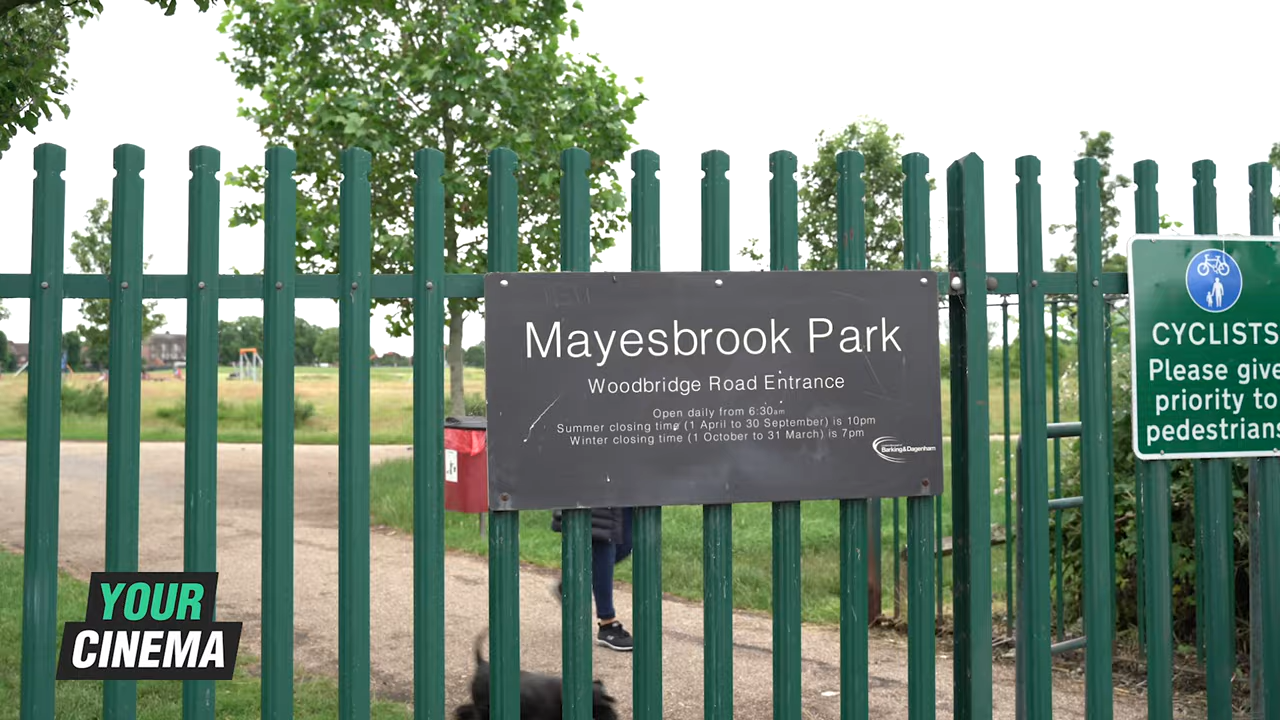 Mayesbrook Park
Woodbridge Road Entrance
Open daily from 6:30am
Summer closing time (1 April to 30 September) is 10pm
Winter closing time (1 October to 31 March) is 7pm
Barking & Dagenham
CYCLISTS
Please give
priority to
pedestrians
YOUR
CINEMA